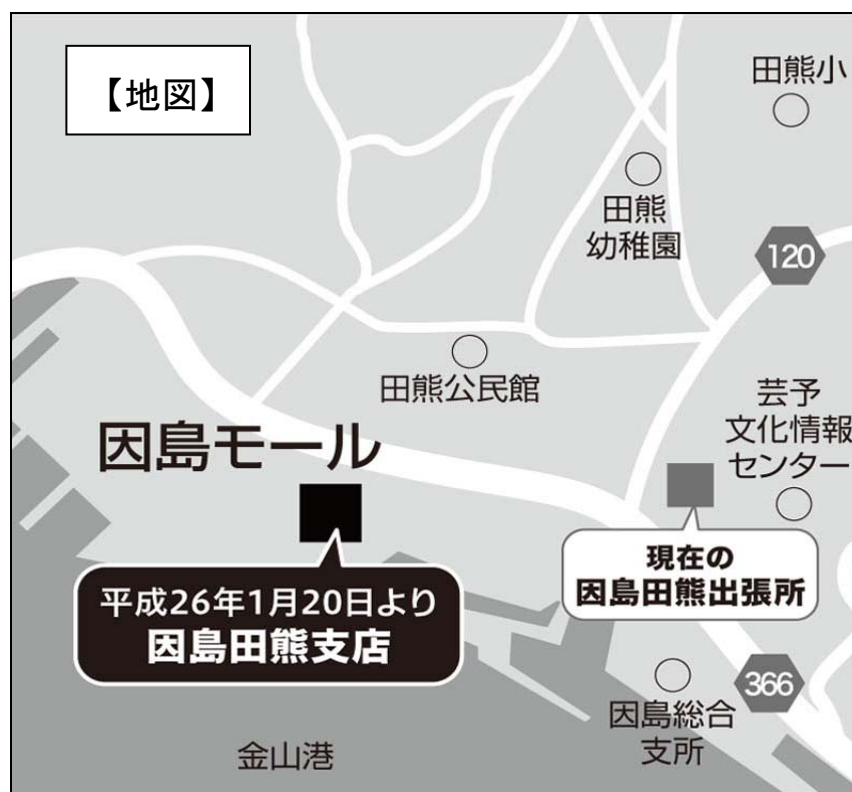 【地図】
田熊小
田熊
幼稚園
120
田熊公民館
芸予
文化情報
センター
因島モール
現在の
因島田熊出張所
平成26年1月20日より
因島田熊支店
366
因島総合
支所
金山港